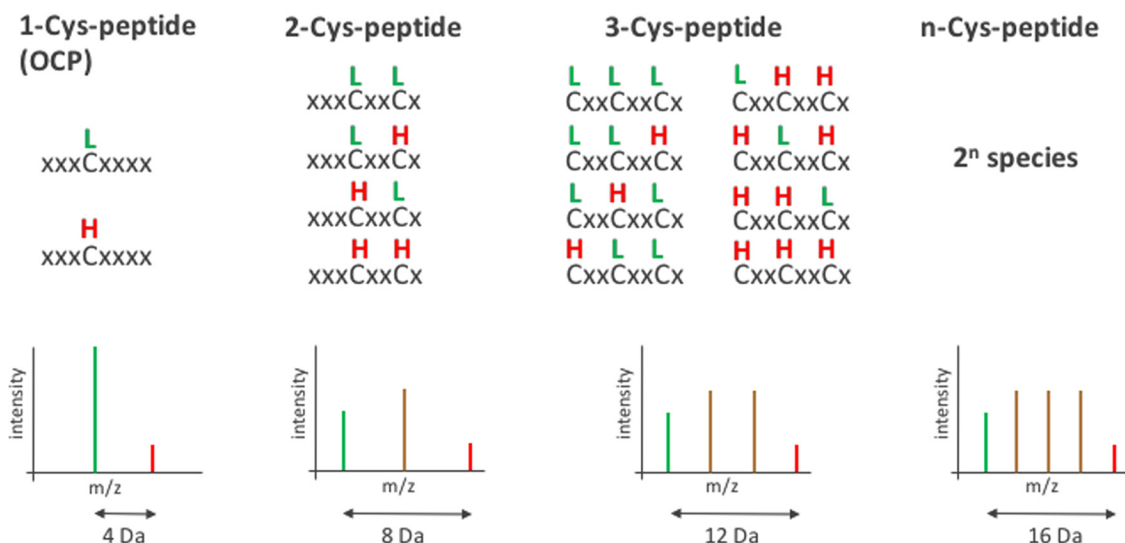 1-Cys-peptide
(OCP)
L
xxxCxxxx
H
xxxCxxxx
intensity
m/z
4 Da
2-Cys-peptide
L L
xxxCxxCx
L H
xxxCxxCx
H L
xxxCxxCx
H H
xxxCxxCx
intensity
m/z
8 Da
3-Cys-peptide
L L L
CxxCxxCx
L L H
CxxCxxCx
L H L
CxxCxxCx
H L L
CxxCxxCx
L H H
CxxCxxCx
H L H
CxxCxxCx
H H L
CxxCxxCx
H H H
CxxCxxCx
intensity
m/z
12 Da
n-Cys-peptide
2ⁿ species
intensity
m/z
16 Da